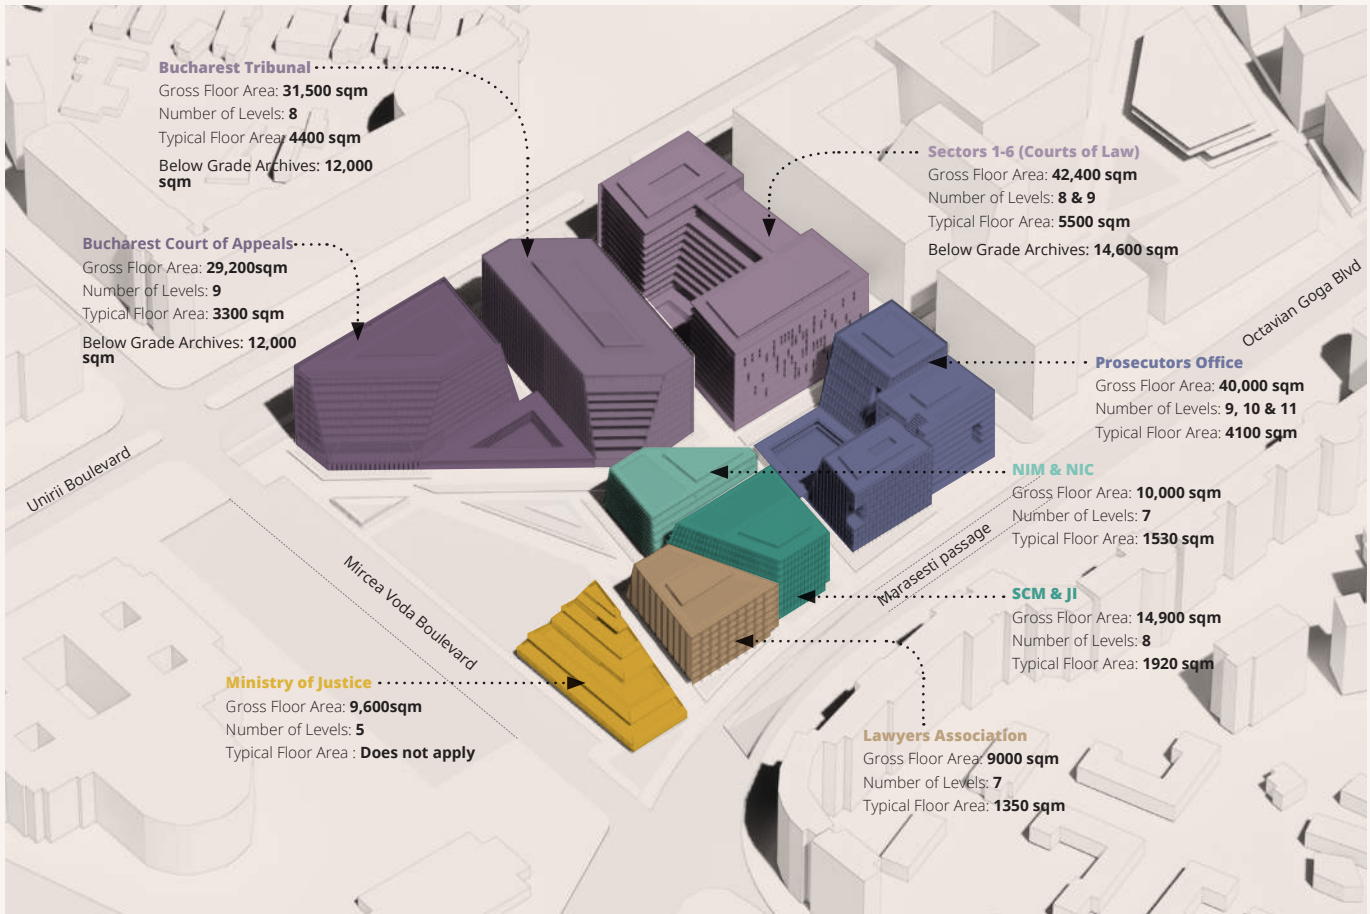 Bucharest Tribunal
Gross Floor Area: 31,500 sqm
Number of Levels: 8
Typical Floor Area: 4400 sqm
Below Grade Archives: 12,000
sqm
Sectors 1-6 (Courts of Law)
Gross Floor Area: 42,400 sqm
Number of Levels: 8 & 9
Typical Floor Area: 5500 sqm
Below Grade Archives: 14,600 sqm
Bucharest Court of Appeals
Gross Floor Area: 29,200sqm
Number of Levels: 9
Typical Floor Area: 3300 sqm
Below Grade Archives: 12,000
sqm
Octavian Goga Blvd
Prosecutors Office
Gross Floor Area: 40,000 sqm
Number of Levels: 9, 10 & 11
Typical Floor Area: 4100 sqm
Unirii Boulevard
NIM & NIC
Gross Floor Area: 10,000 sqm
Number of Levels: 7
Typical Floor Area: 1530 sqm
Mircea Voda Boulevard
Marasesti passage
SCM & JI
Gross Floor Area: 14,900 sqm
Number of Levels: 8
Typical Floor Area: 1920 sqm
Ministry of Justice
Gross Floor Area: 9,600sqm
Number of Levels: 5
Typical Floor Area : Does not apply
Lawyers Association
Gross Floor Area: 9000 sqm
Number of Levels: 7
Typical Floor Area: 1350 sqm